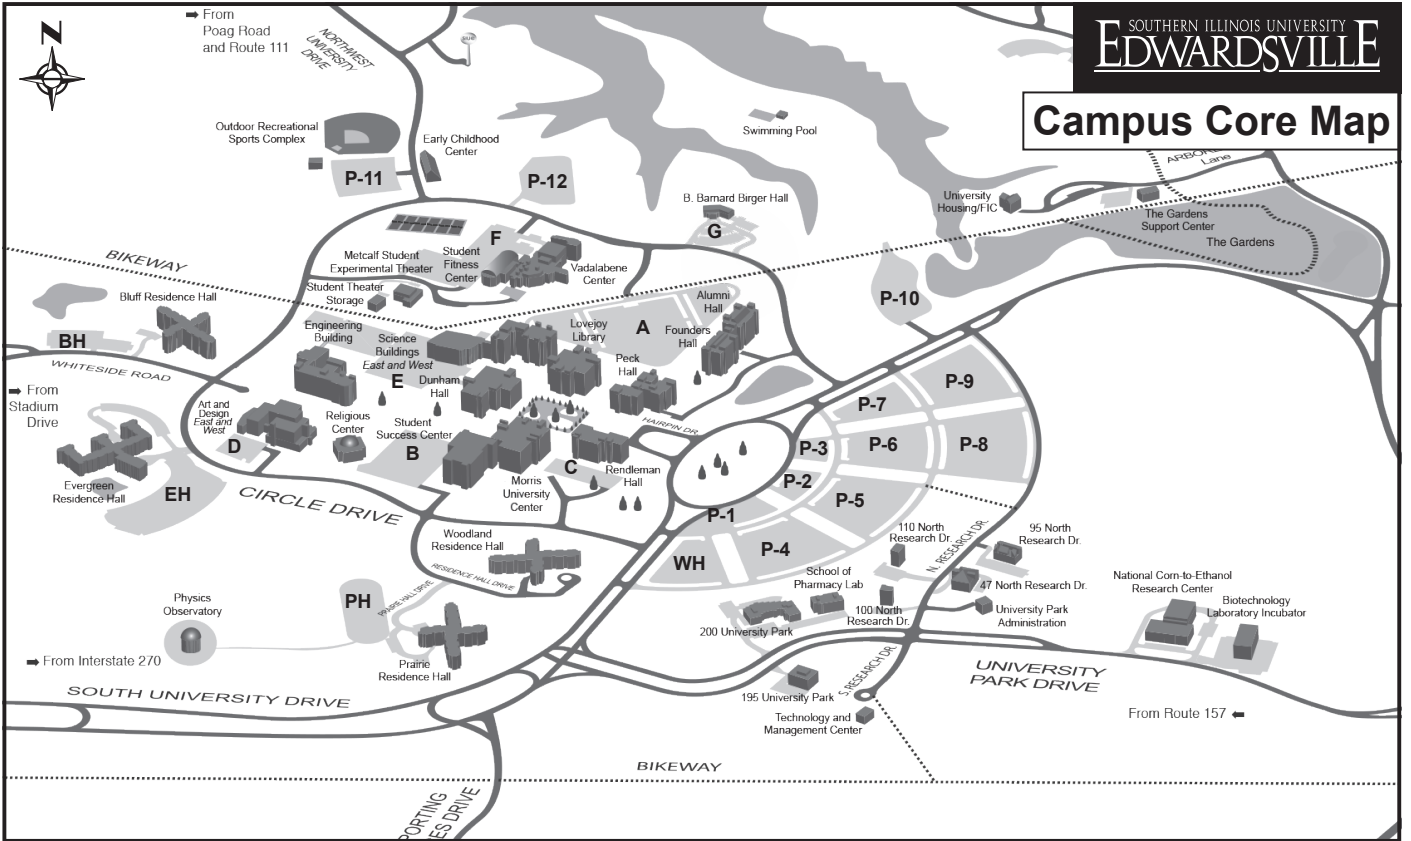 SOUTHERN ILLINOIS UNIVERSITY
EDWARDSVILLE
Campus Core Map
N
From
Poag Road
and Route 111
NORTHWEST
UNIVERSITY
DRIVE
SIUE
Outdoor Recreational
Sports Complex
Early Childhood
Center
P-11
P-12
Swimming Pool
ARBOR
Lane
University
Housing/FIC
The Gardens
Support Center
The Gardens
B. Barnard Birger Hall
G
F
Metcalf Student
Experimental Theater
Student
Fitness
Center
Vadalabene
Center
Student Theater
Storage
BIKEWAY
Bluff Residence Hall
BH
WHITESIDE ROAD
From
Stadium
Drive
P-10
Alumni
Hall
A
Lovejoy
Library
Founders
Hall
Engineering
Building
Science
Buildings
East and West
E
Dunham
Hall
Peck
Hall
P-9
P-7
Art and
Design
East and
West
D
Religious
Center
Student
Success Center
B
HAIRPIN DR.
P-3
P-6
P-8
C
Rendleman
Hall
Morris
University
Center
P-2
P-5
P-1
Evergreen
Residence Hall
EH
CIRCLE DRIVE
Woodland
Residence Hall
WH
P-4
RESIDENCE HALL DRIVE
110 North
Research Dr.
N. RESEARCH DR.
95 North
Research Dr.
School of
Pharmacy Lab
47 North Research Dr.
National Corn-to-Ethanol
Research Center
Biotechnology
Laboratory Incubator
Physics
Observatory
PH
PRAIRIE HALL DRIVE
100 North
Research Dr.
University Park
Administration
200 University Park
From Interstate 270
Prairie
Residence Hall
S. RESEARCH DR.
UNIVERSITY
PARK DRIVE
195 University Park
SOUTH UNIVERSITY DRIVE
Technology and
Management Center
From Route 157
BIKEWAY
PORTING
ES DRIVE